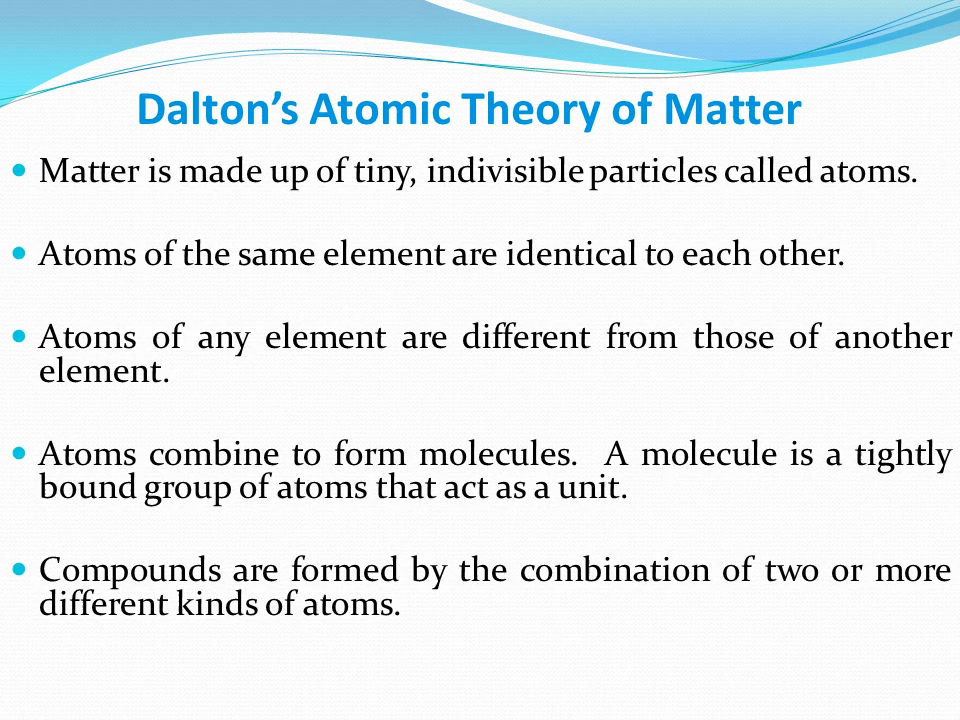 Dalton’s Atomic Theory of Matter
• Matter is made up of tiny, indivisible particles called atoms.
• Atoms of the same element are identical to each other.
• Atoms of any element are different from those of another
element.
• Atoms combine to form molecules.  A molecule is a tightly
bound group of atoms that act as a unit.
• Compounds are formed by the combination of two or more
different kinds of atoms.